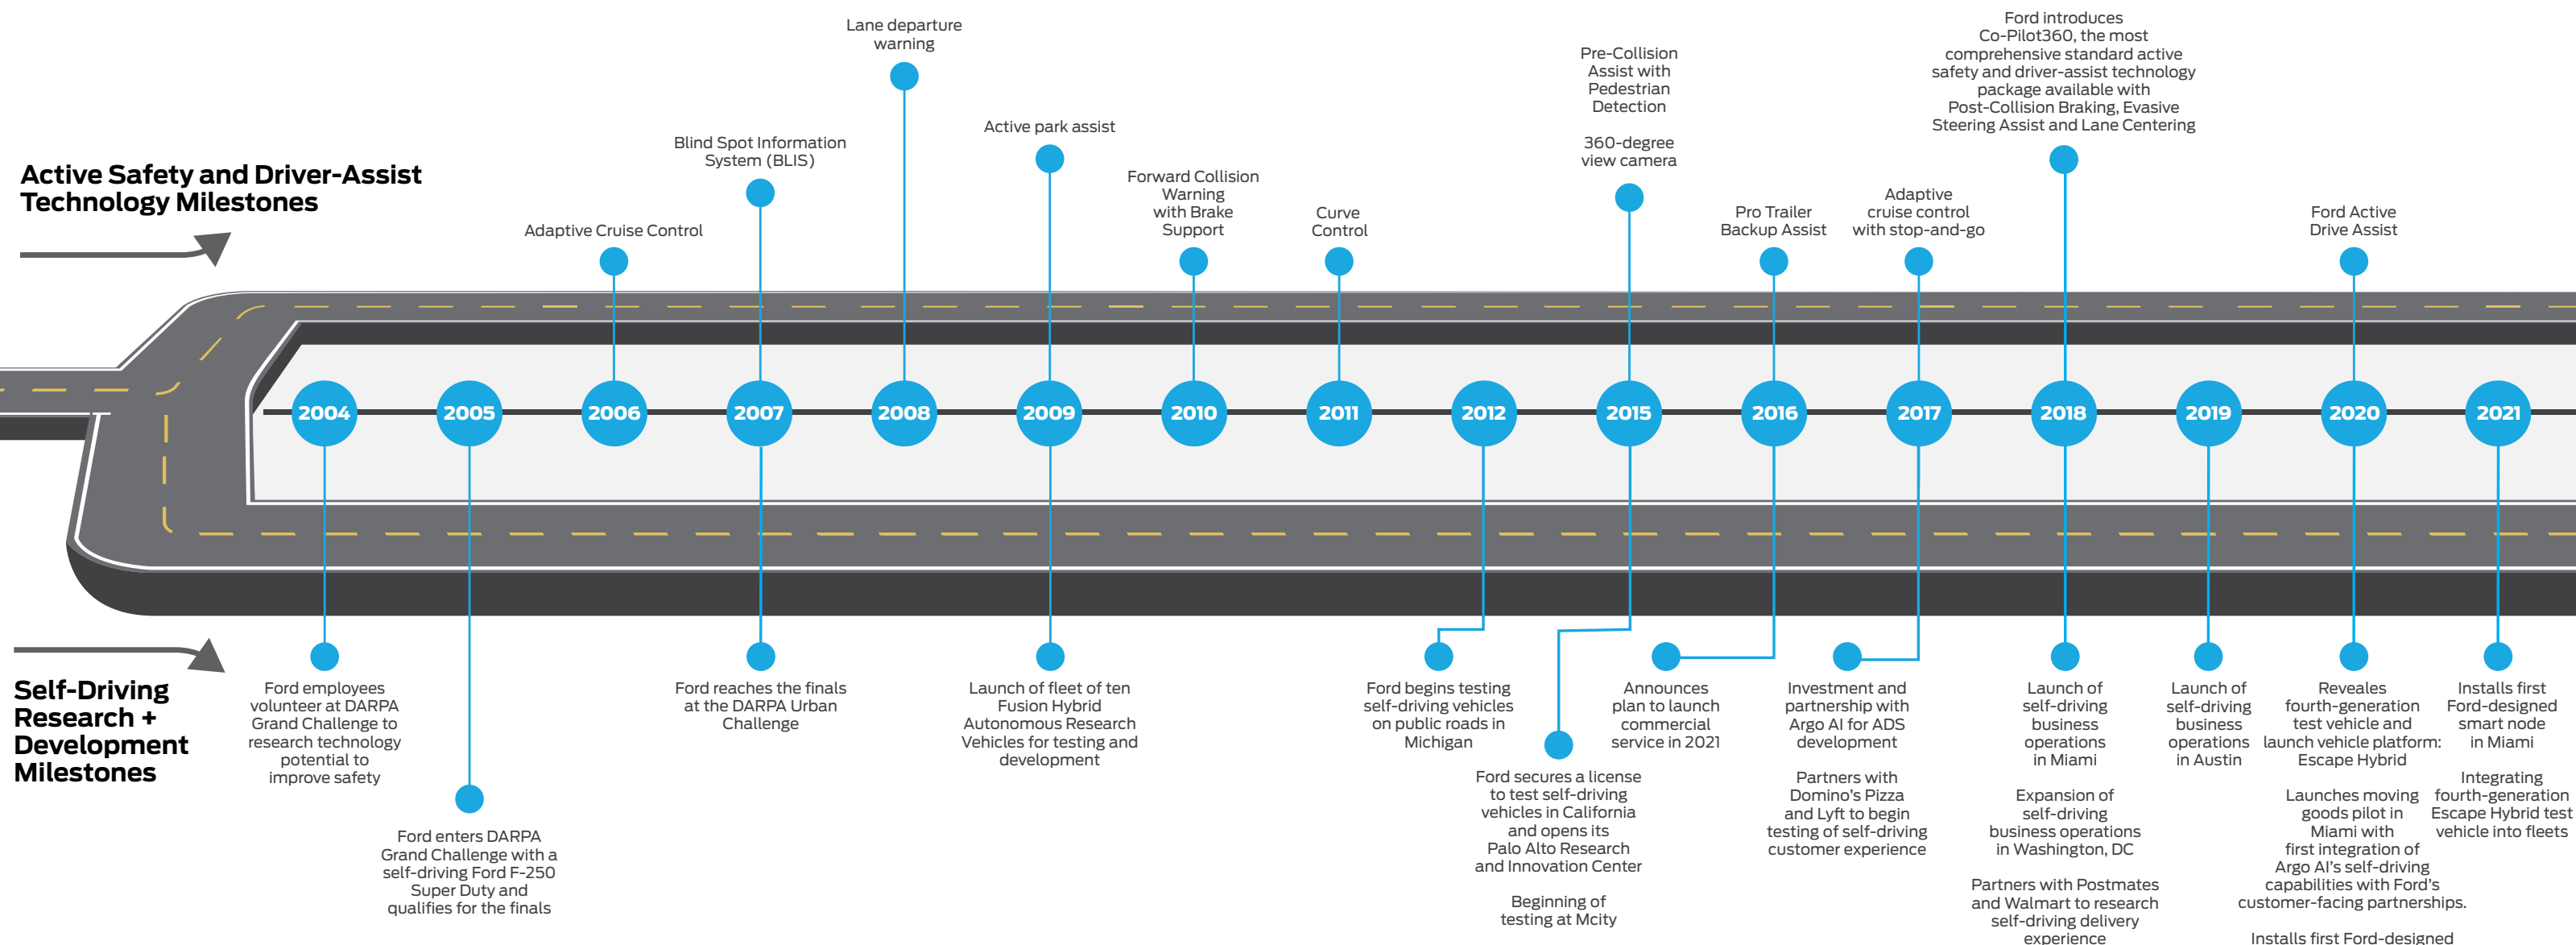 Active Safety and Driver-Assist
Technology Milestones
Adaptive Cruise Control
Blind Spot Information
System (BLIS)
Lane departure
warning
Active park assist
Forward Collision
Warning
with Brake
Support
Curve
Control
Pre-Collision
Assist with
Pedestrian
Detection
360-degree
view camera
Pro Trailer
Backup Assist
Adaptive
cruise control
with stop-and-go
Ford introduces
Co-Pilot360, the most
comprehensive standard active
safety and driver-assist technology
package available with
Post-Collision Braking, Evasive
Steering Assist and Lane Centering
Ford Active
Drive Assist
2004
2005
2006
2007
2008
2009
2010
2011
2012
2015
2016
2017
2018
2019
2020
2021
Self-Driving
Research +
Development
Milestones
Ford employees
volunteer at DARPA
Grand Challenge to
research technology
potential to
improve safety
Ford enters DARPA
Grand Challenge with a
self-driving Ford F-250
Super Duty and
qualifies for the finals
Ford reaches the finals
at the DARPA Urban
Challenge
Launch of fleet of ten
Fusion Hybrid
Autonomous Research
Vehicles for testing and
development
Ford begins testing
self-driving vehicles
on public roads in
Michigan
Ford secures a license
to test self-driving
vehicles in California
and opens its
Palo Alto Research
and Innovation Center
Beginning of
testing at Mcity
Announces
plan to launch
commercial
service in 2021
Investment and
partnership with
Argo AI for ADS
development
Partners with
Domino's Pizza
and Lyft to begin
testing of self-driving
customer experience
Launch of
self-driving
business
operations
in Miami
Expansion of
self-driving
business operations
in Washington, DC
Partners with Postmates
and Walmart to research
self-driving delivery
experience
Launch of
self-driving
business
operations
in Austin
Reveales
fourth-generation
test vehicle and
launch vehicle platform:
Escape Hybrid
Launches moving
goods pilot in
Miami with
first integration of
Argo AI's self-driving
capabilities with Ford's
customer-facing partnerships.
Installs first Ford-designed
Installs first
Ford-designed
smart node
in Miami
Integrating
fourth-generation
Escape Hybrid test
vehicle into fleets